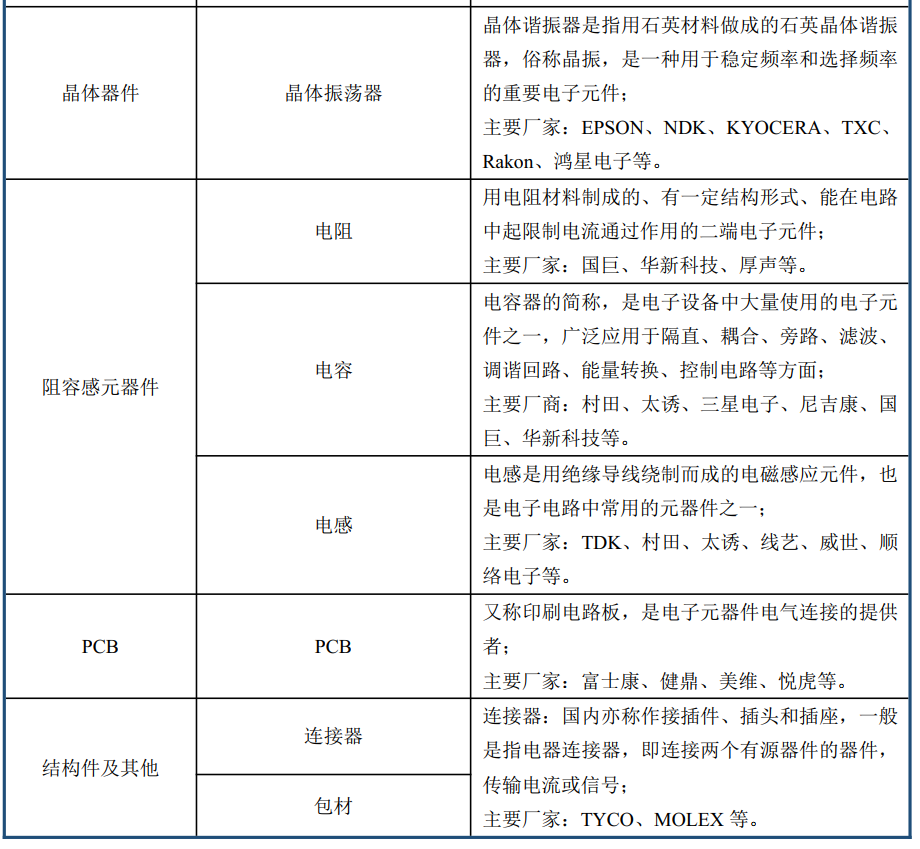 晶体器件
晶体振荡器
晶体谐振器是指用石英材料做成的石英晶体谐振
器，俗称晶振，是一种用于稳定频率和选择频率
的重要电子元件；
主要厂家：EPSON、NDK、KYOCERA、TXC、
Rakon、鸿星电子等。
阻容感元器件
电阻
用电阻材料制成的、有一定结构形式、能在电路
中起限制电流通过作用的二端电子元件；
主要厂家：国巨、华新科技、厚声等。
电容
电容器的简称，是电子设备中大量使用的电子元
件之一，广泛应用于隔直、耦合、旁路、滤波、
调谐回路、能量转换、控制电路等方面；
主要厂商：村田、太诱、三星电子、尼吉康、国
巨、华新科技等。
电感
电感是用绝缘导线绕制而成的电磁感应元件，也
是电子电路中常用的元器件之一；
主要厂家：TDK、村田、太诱、线艺、威世、顺
络电子等。
PCB
PCB
又称印刷电路板，是电子元器件电气连接的提供
者；
主要厂家：富士康、健鼎、美维、悦虎等。
结构件及其他
连接器
包材
连接器：国内亦称作接插件、插头和插座，一般
是指电器连接器，即连接两个有源器件的器件，
传输电流或信号；
主要厂家：TYCO、MOLEX 等。